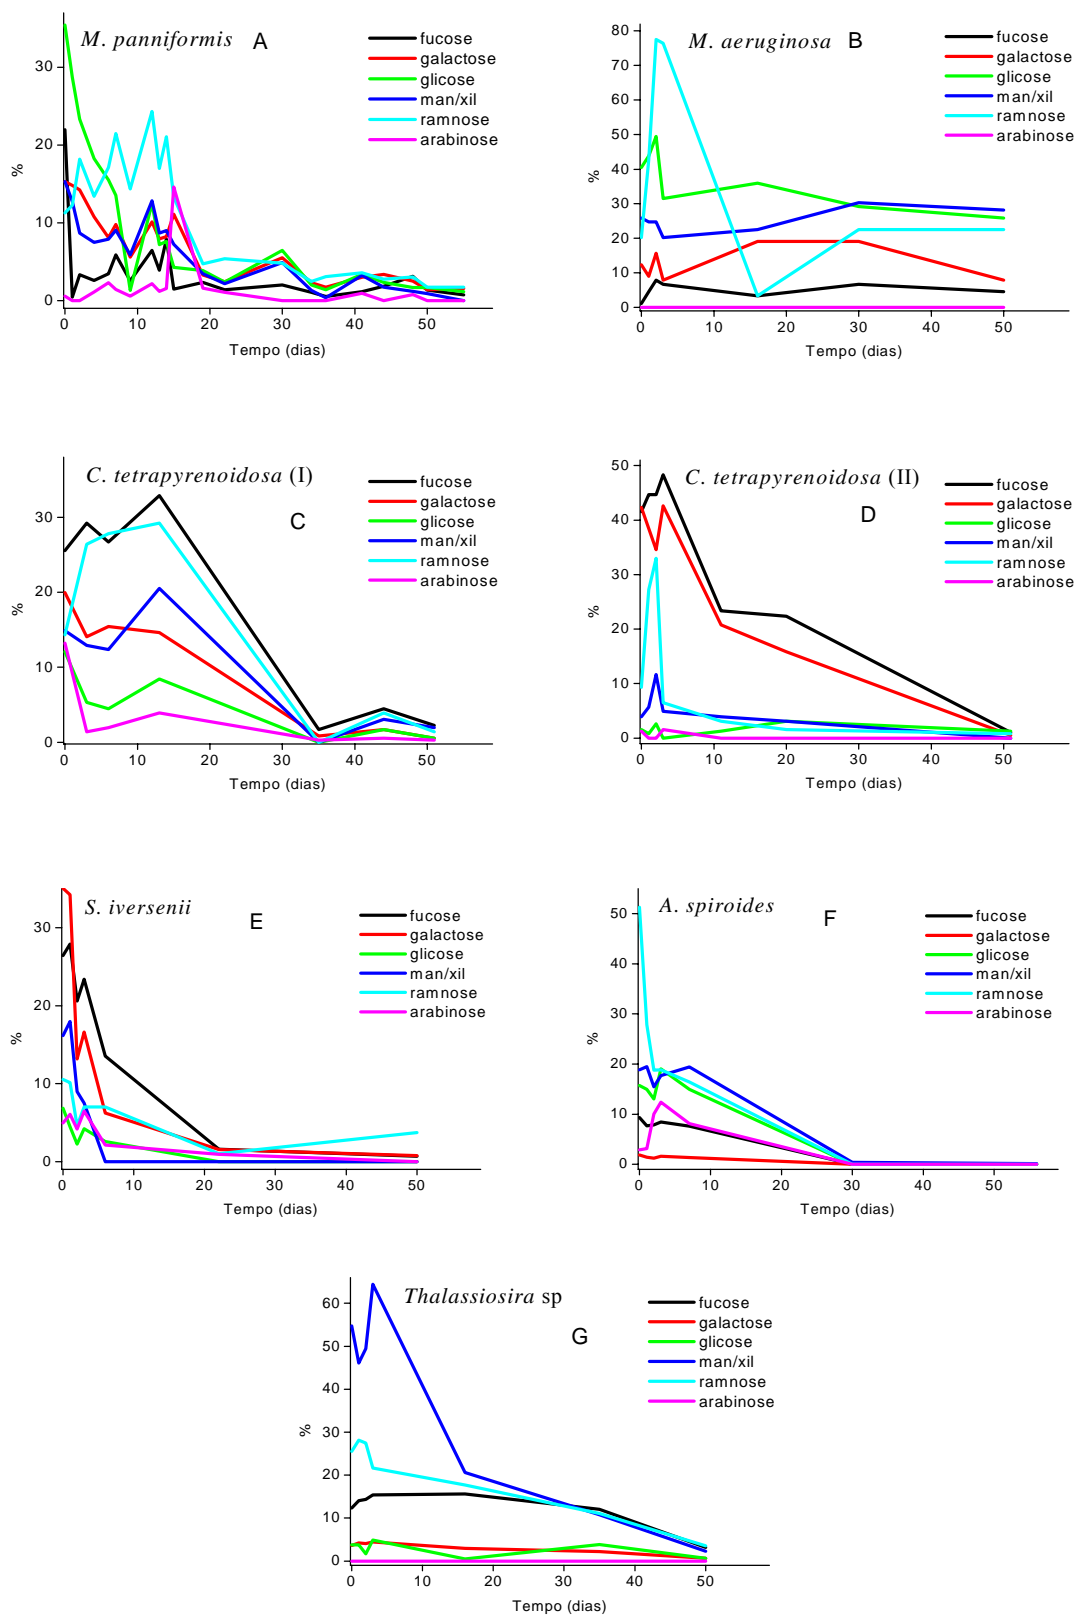 M. panniformis A
fucose
galactose
glicose
man/xil
ramnose
arabinose
%
30
20
10
0
0 10 20 30 40 50
Tempo (dias)
M. aeruginosa B
fucose
galactose
glicose
man/xil
ramnose
arabinose
%
80
70
60
50
40
30
20
10
0
0 10 20 30 40 50
Tempo (dias)
C. tetrapyrenoidosa (I)
C
fucose
galactose
glicose
man/xil
ramnose
arabinose
%
30
20
10
0
0 10 20 30 40 50
Tempo (dias)
C. tetrapyrenoidosa (II)
D
fucose
galactose
glicose
man/xil
ramnose
arabinose
%
50
40
30
20
10
0
0 10 20 30 40 50
Tempo (dias)
S. iversenii
E
fucose
galactose
glicose
man/xil
ramnose
arabinose
%
30
20
10
0
0 10 20 30 40 50
Tempo (dias)
A. spiroides
F
fucose
galactose
glicose
man/xil
ramnose
arabinose
%
50
40
30
20
10
0
0 10 20 30 40 50
Tempo (dias)
Thalassiosira sp
G
fucose
galactose
glicose
man/xil
ramnose
arabinose
%
60
50
40
30
20
10
0
0 10 20 30 40 50
Tempo (dias)